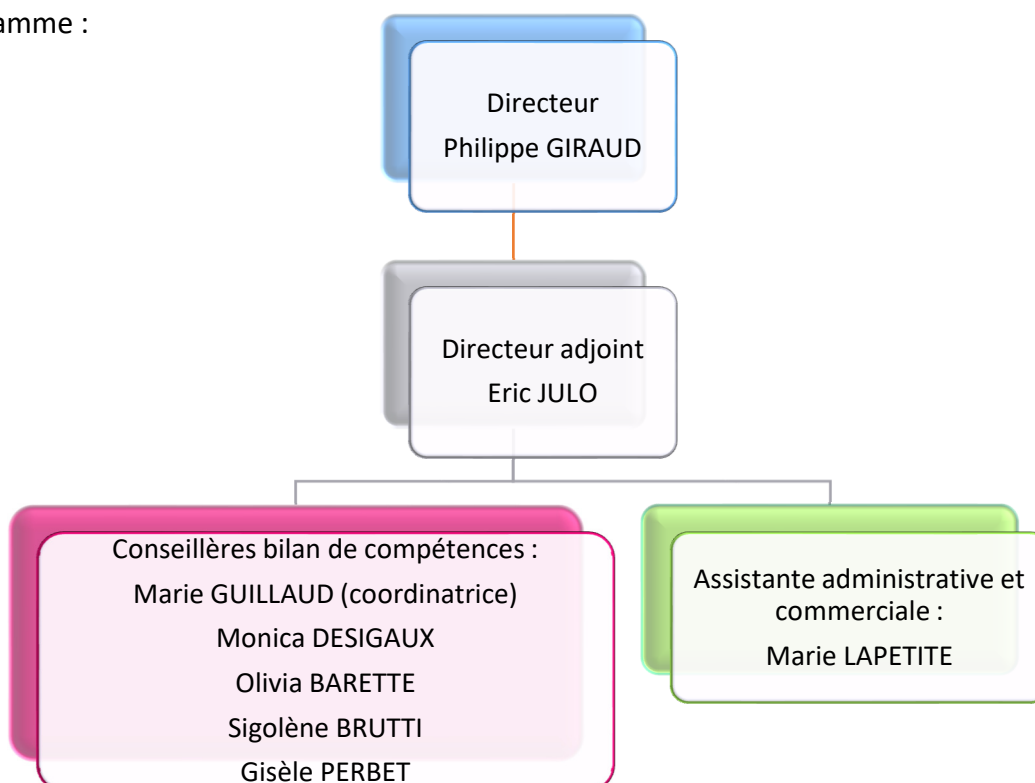 amme :
Directeur
Philippe GIRAUD
Directeur adjoint
Eric JULO
Conseillères bilan de compétences :
Marie GUILLAUD (coordinatrice)
Monica DESIGAUX
Olivia BARETTE
Sigolène BRUTTI
Gisèle PERBET
Assistante administrative et
commerciale :
Marie LAPETITE